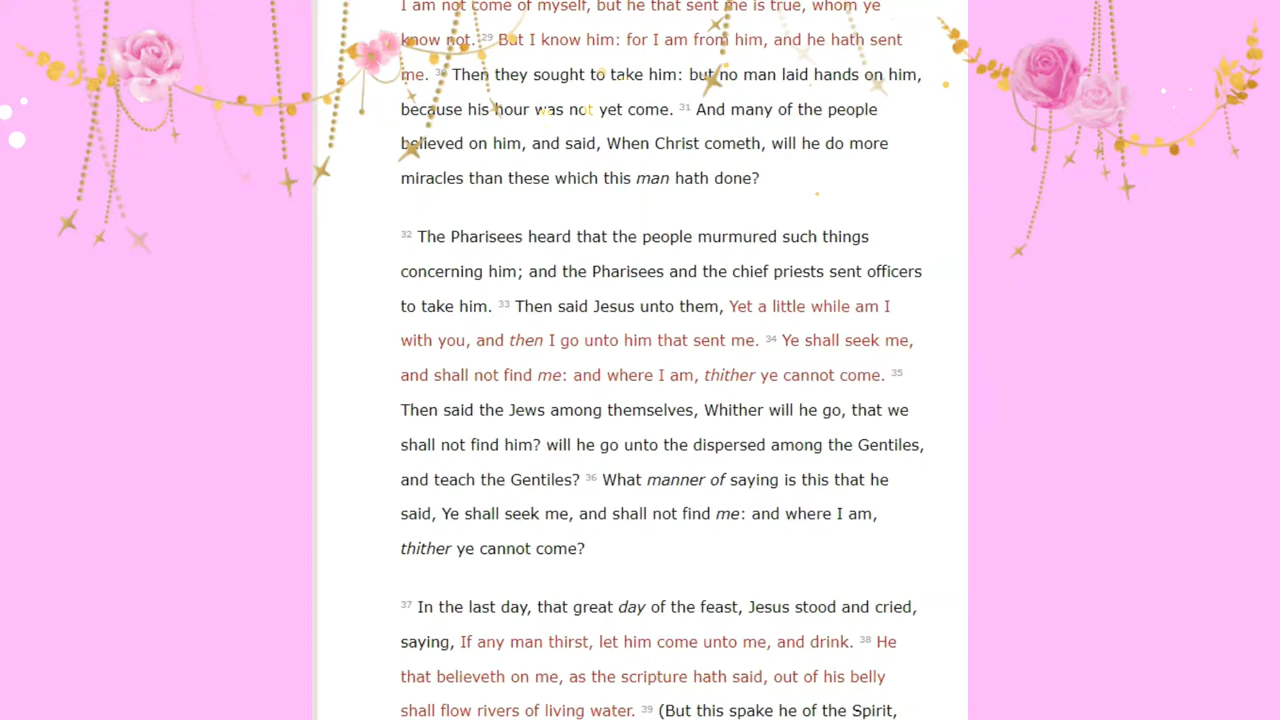 I am not come of myself, but he that sent me is true, whom ye
know not. 29 But I know him: for I am from him, and he hath sent
me. 30 Then they sought to take him: but no man laid hands on him,
because his hour was not yet come. 31 And many of the people
believed on him, and said, When Christ cometh, will he do more
miracles than these which this man hath done?
32 The Pharisees heard that the people murmured such things
concerning him; and the Pharisees and the chief priests sent officers
to take him. 33 Then said Jesus unto them, Yet a little while am I
with you, and then I go unto him that sent me. 34 Ye shall seek me,
and shall not find me: and where I am, thither ye cannot come. 35
Then said the Jews among themselves, Whither will he go, that we
shall not find him? will he go unto the dispersed among the Gentiles,
and teach the Gentiles? 36 What manner of saying is this that he
said, Ye shall seek me, and shall not find me: and where I am,
thither ye cannot come?
37 In the last day, that great day of the feast, Jesus stood and cried,
saying, If any man thirst, let him come unto me, and drink. 38 He
that believeth on me, as the scripture hath said, out of his belly
shall flow rivers of living water. 39 (But this spake he of the Spirit,